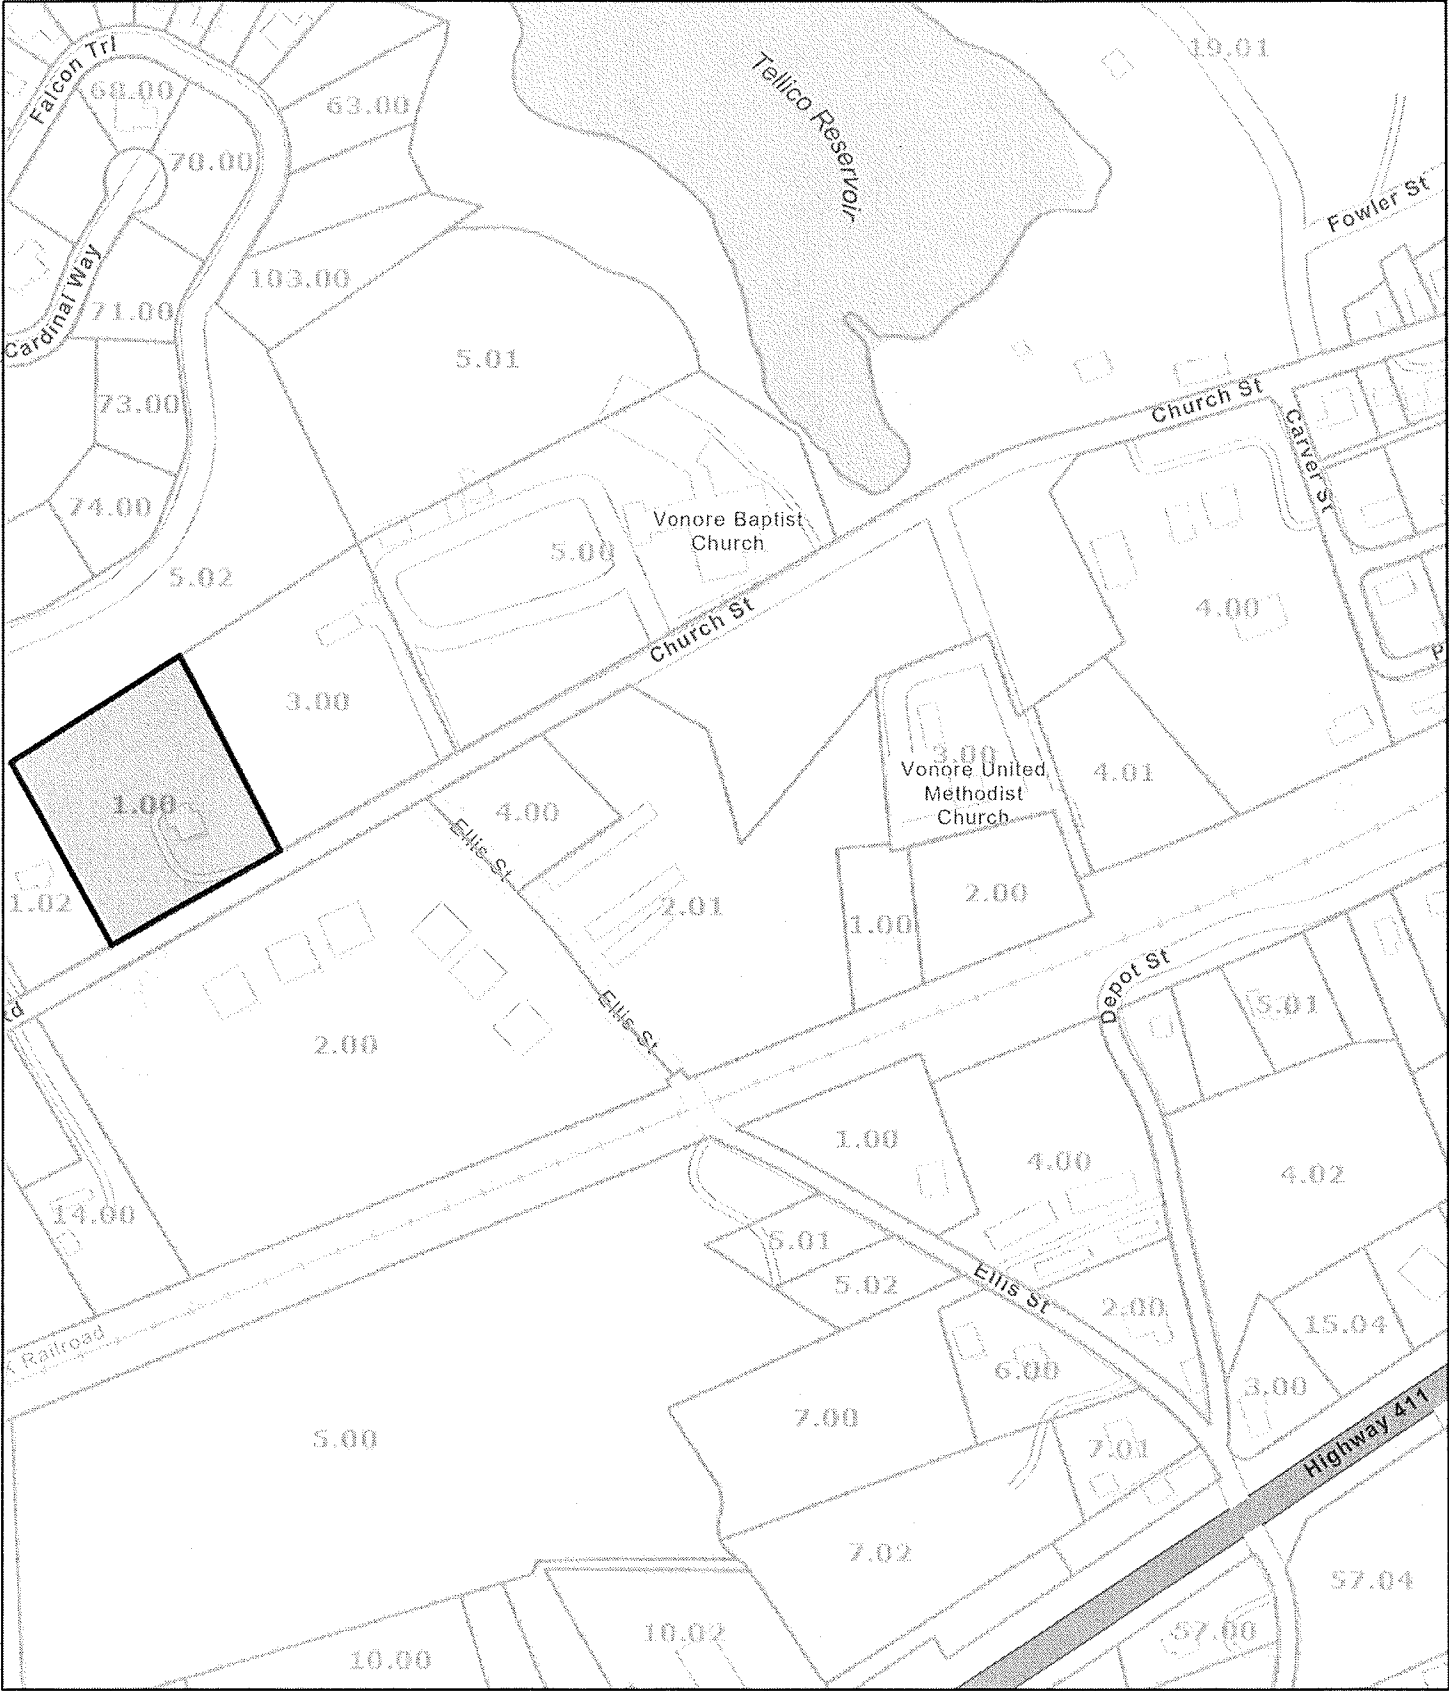 19.01
Falcon Trl
Tellico Reservoir
68.00
63.00
70.00
Fowler St
Cardinal Way
103.00
71.00
5.01
73.00
Church St
Carver St
74.00
Vonore Baptist
Church
5.00
5.02
4.00
Church St
3.00
3.00
Vonore United
Methodist
Church
4.01
1.00
4.00
Ellis St
1.02
2.01
2.00
1.00
Depot St
5.01
Ellis St
2.00
1.00
4.00
4.02
14.00
5.01
5.02
Ellis St
2.00
15.04
Railroad
6.00
3.00
7.00
Highway 411
5.00
7.01
7.02
57.04
10.02
57.00
10.00